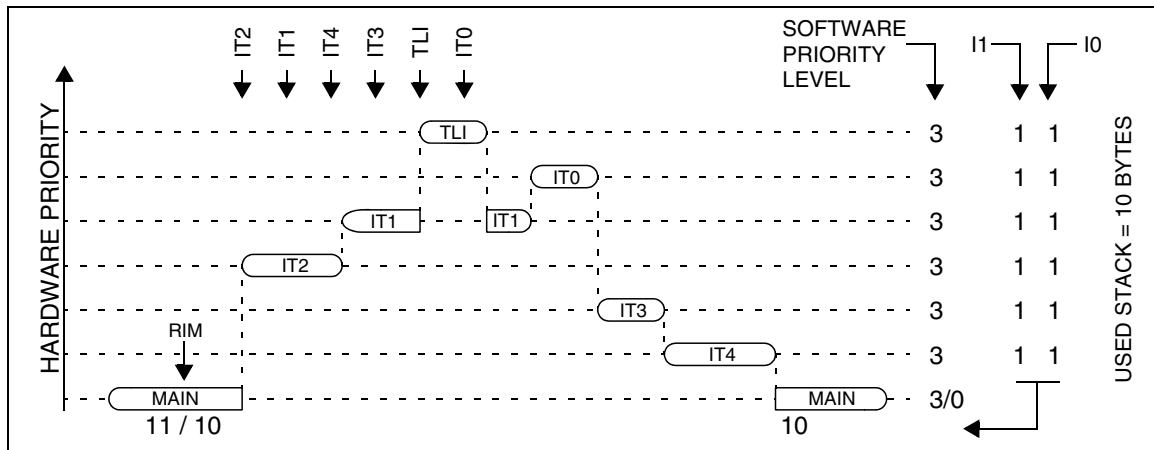 IT2
IT1
IT4
IT3
TLI
IT0
SOFTWARE
PRIORITY
LEVEL
I1
I0
HARDWARE PRIORITY
TLI
3
1 1
IT0
3
1 1
IT1
IT1
3
1 1
IT2
3
1 1
IT3
3
1 1
RIM
IT4
3
1 1
MAIN
MAIN
3/0
11 / 10
10
USED STACK = 10 BYTES